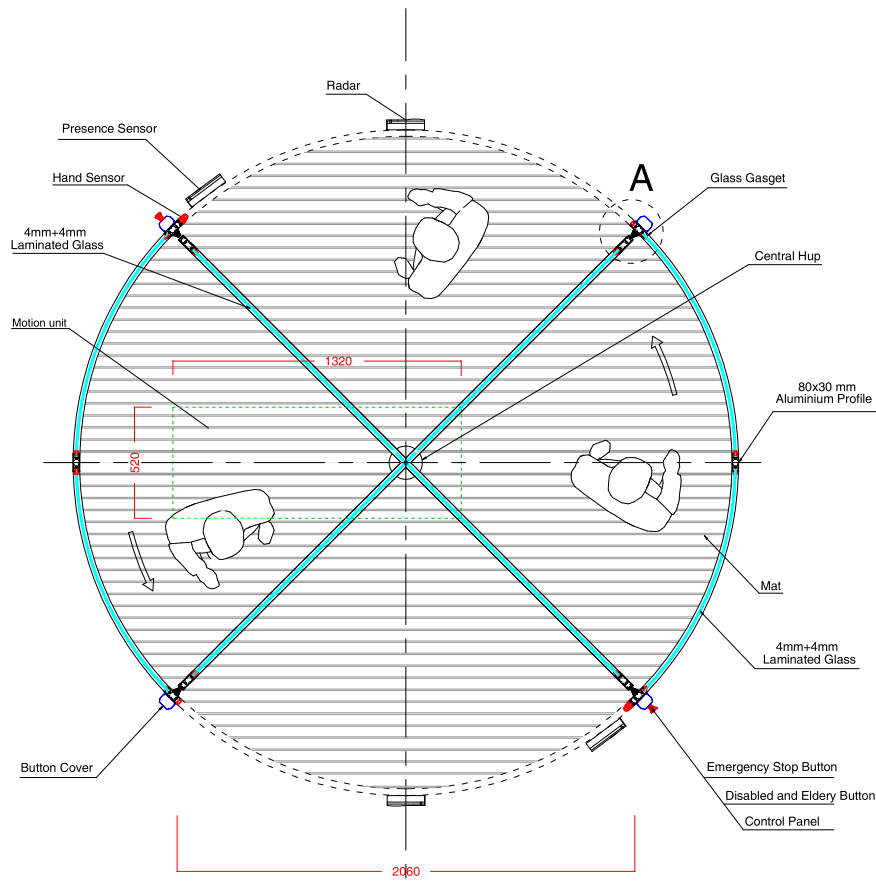 Radar
Presence Sensor
A
Hand Sensor
Glass Gasget
4mm+4mm
Laminated Glass
Central Hup
Motion unit
1320
80x30 mm
Aluminium Profile
520
Mat
4mm+4mm
Laminated Glass
Button Cover
Emergency Stop Button
Disabled and Eldery Button
Control Panel
2060